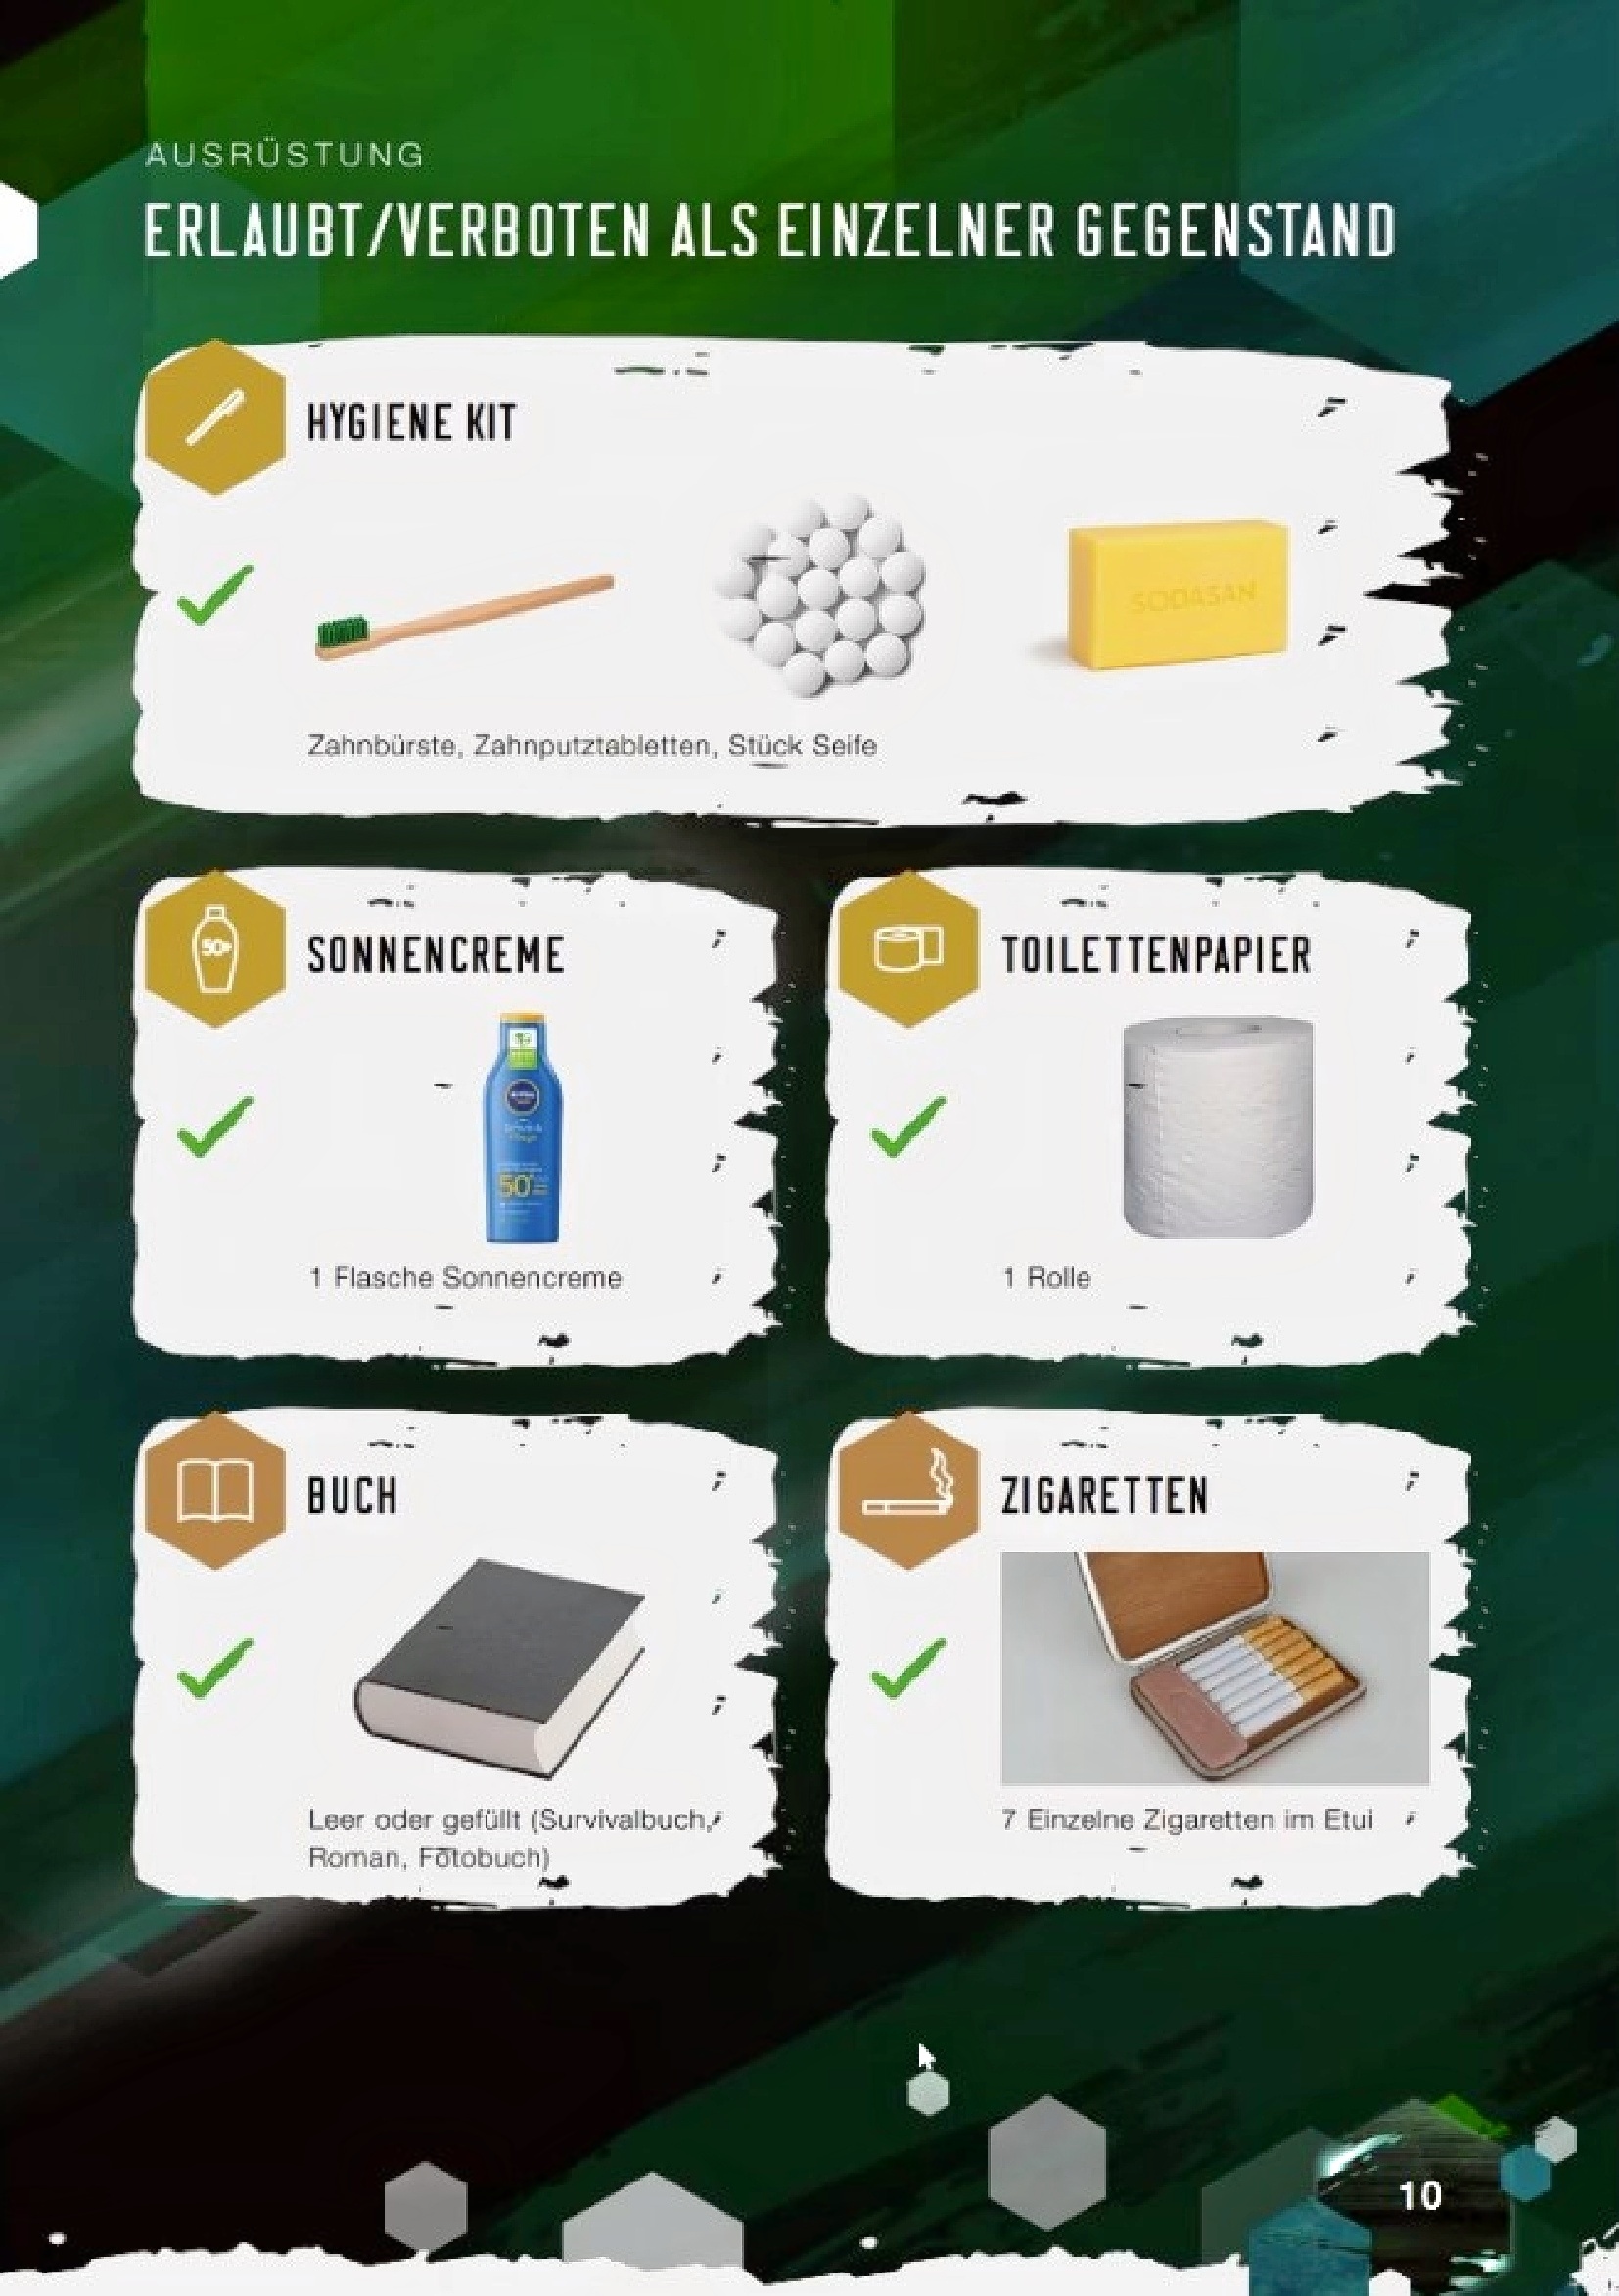 AUSRÜSTUNG
ERLAUBT/VERBOTEN ALS EINZELNER GEGENSTAND
HYGIENE KIT
SODASAN
Zahnbürste, Zahnputztabletten, Stück Seife
50+
SONNENCREME
TOILETTENPAPIER
NIVEA
50+
1 Flasche Sonnencreme
1 Rolle
BUCH
ZIGARETTEN
Leer oder gefüllt (Survivalbuch,
Roman, Fotobuch)
7 Einzelne Zigaretten im Etui
10